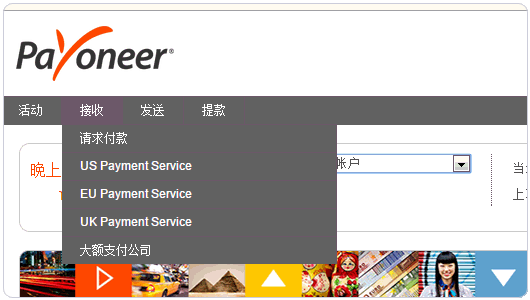 Payoneer®
活动 接收 发送 提款
请求付款
US Payment Service
EU Payment Service
UK Payment Service
大额支付公司
晚上
帐户
当
上